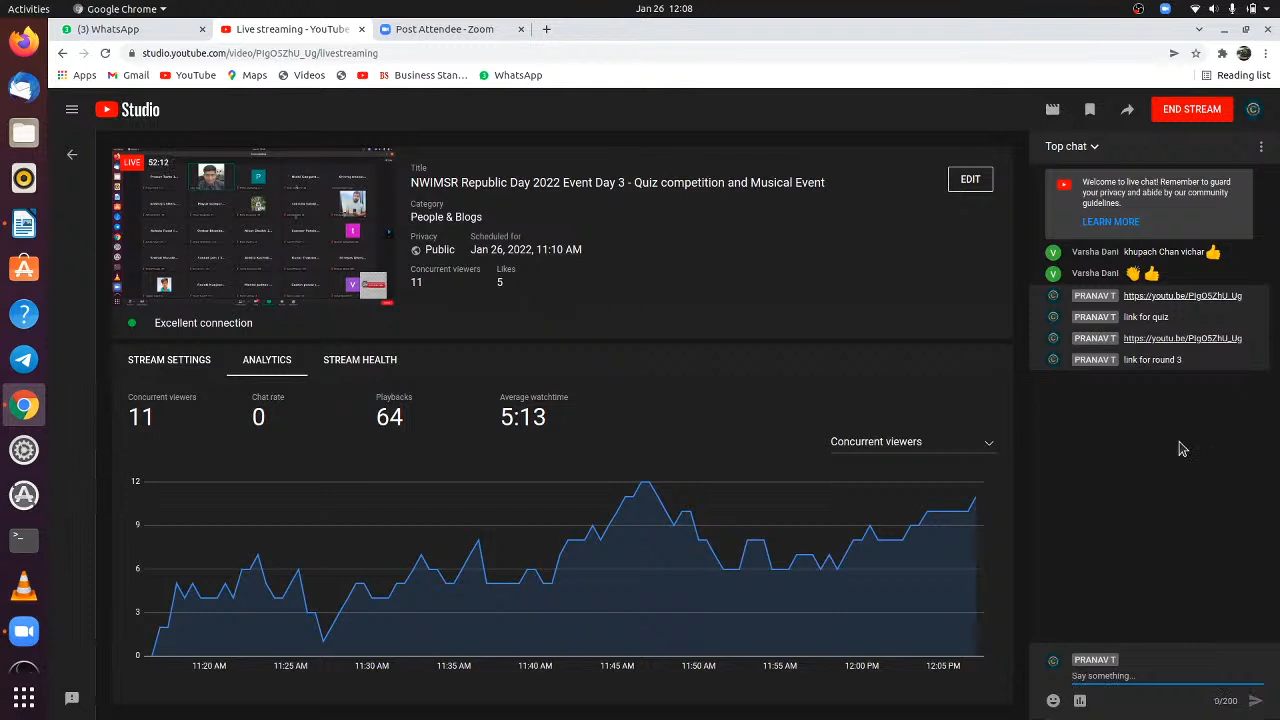 Activities
Google Chrome
Jan 26 12:08
(3) WhatsApp
Live streaming - YouTube
Post Attendee - Zoom
studio.youtube.com/video/PIgO5ZhU_Ug/livestreaming
Apps
Gmail
YouTube
Maps
Videos
Business Stan...
WhatsApp
Reading list
Studio
END STREAM
LIVE 52:12
Title
NWIMSR Republic Day 2022 Event Day 3 - Quiz competition and Musical Event
EDIT
Category
People & Blogs
Privacy
Scheduled for
Public
Jan 26, 2022, 11:10 AM
Concurrent viewers
Likes
11
5
Excellent connection
STREAM SETTINGS
ANALYTICS
STREAM HEALTH
Concurrent viewers
Chat rate
Playbacks
Average watchtime
11
0
64
5:13
Concurrent viewers
12
9
6
3
0
11:20 AM
11:25 AM
11:30 AM
11:35 AM
11:40 AM
11:45 AM
11:50 AM
11:55 AM
12:00 PM
12:05 PM
Top chat
Welcome to live chat! Remember to guard
your privacy and abide by our community
guidelines.
LEARN MORE
Varsha Dani khupach Chan vichar👍
Varsha Dani 👏👍
PRANAV T https://youtu.be/PIgO5ZhU_Ug
PRANAV T link for quiz
PRANAV T https://youtu.be/PIgO5ZhU_Ug
PRANAV T link for round 3
PRANAV T
Say something...
0/200